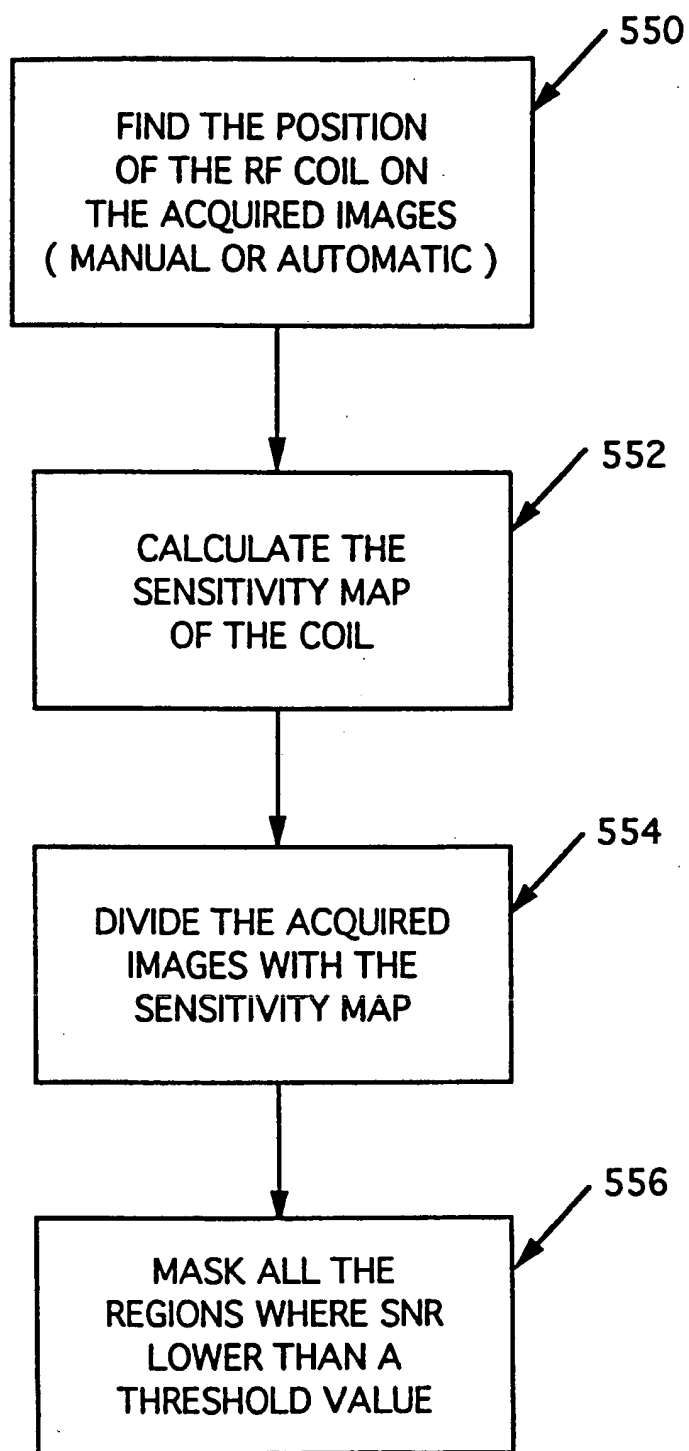 550
FIND THE POSITION
OF THE RF COIL ON
THE ACQUIRED IMAGES
( MANUAL OR AUTOMATIC )
552
CALCULATE THE
SENSITIVITY MAP
OF THE COIL
554
DIVIDE THE ACQUIRED
IMAGES WITH THE
SENSITIVITY MAP
556
MASK ALL THE
REGIONS WHERE SNR
LOWER THAN A
THRESHOLD VALUE